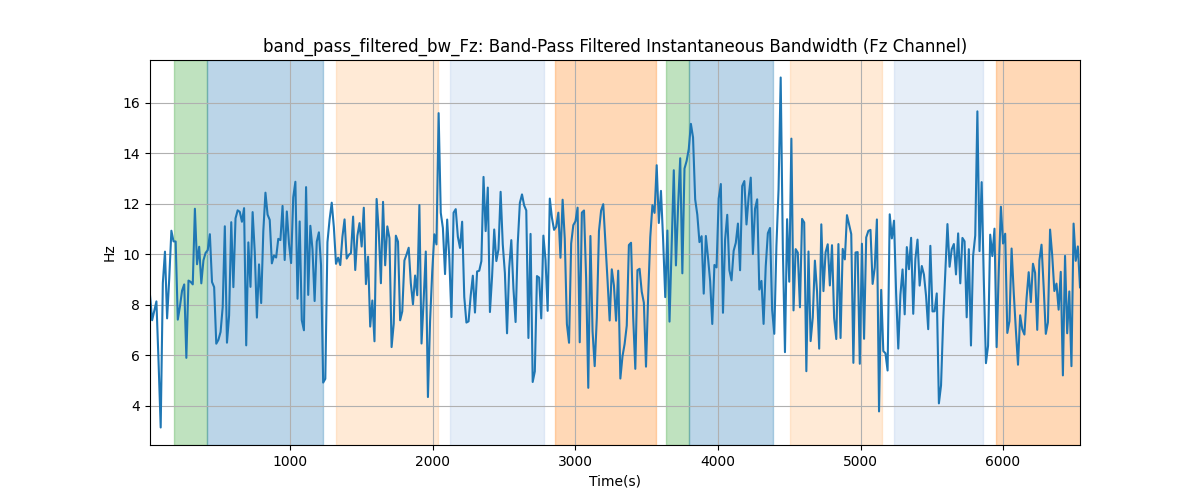 band_pass_filtered_bw_Fz: Band-Pass Filtered Instantaneous Bandwidth (Fz Channel)
16
14
12
10
8
6
4
Hz
1000 2000 3000 4000 5000 6000
Time(s)